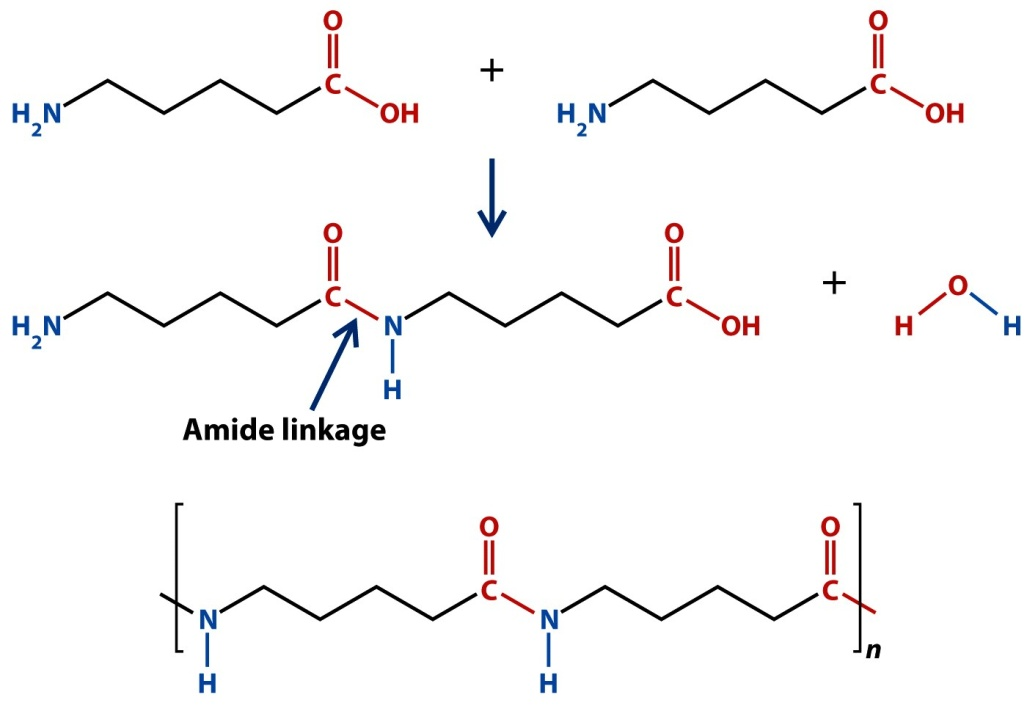 O O
H₂N C OH + H₂N C OH
O O
H₂N C N C OH + H O H
H
Amide linkage
O O
N C N C n
H H